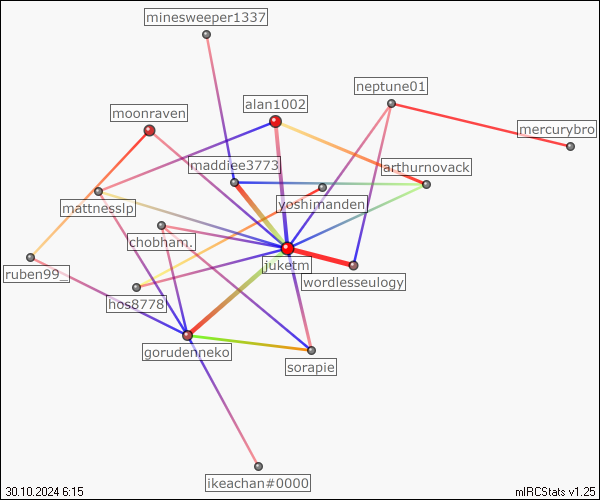 minesweeper1337
neptune01
alan1002
moonraven
mercurybro
maddiee3773
arthurnovack
yoshimanden
mattnesslp
chobham.
juketm
ruben99_
wordlesseulogy
hos8778
gorudenneko
sorapie
ikeachan#0000
30.10.2024 6:15
mIRCStats v1.25